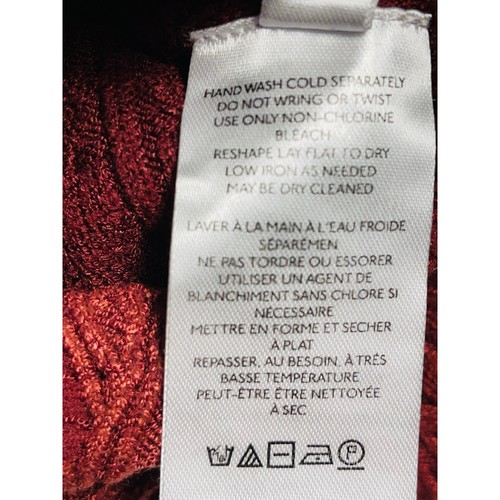 HAND WASH COLD SEPARATELY
DO NOT WRING OR TWIST
USE ONLY NON-CHLORINE
BLEACH
RESHAPE LAY FLAT TO DRY
LOW IRON AS NEEDED
MAY BE DRY CLEANED
LAVER À LA MAIN À L'EAU FROIDE
SÉPARÉMEN
NE PAS TORDRE OU ESSORER
UTILISER UN AGENT DE
BLANCHIMENT SANS CHLORE SI
NÉCESSAIRE
METTRE EN FORME ET SECHER
À PLAT
REPASSER, AU BESOIN, À TRÉS
BASSE TEMPÉRATURE
PEUT-ÊTRE ÊTRE NETTOYÉE
À SEC
P